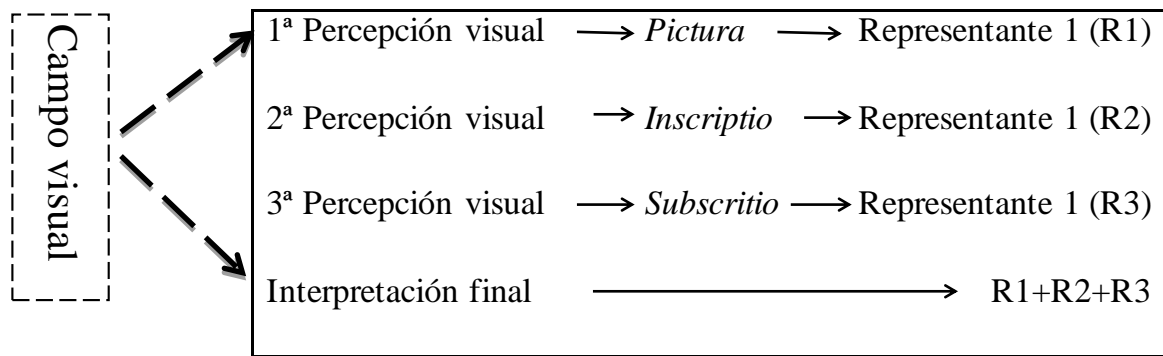 Campo visual
1ª Percepción visual Pictura Representante 1 (R1)
2ª Percepción visual Inscriptio Representante 1 (R2)
3ª Percepción visual Subscritio Representante 1 (R3)
Interpretación final R1+R2+R3